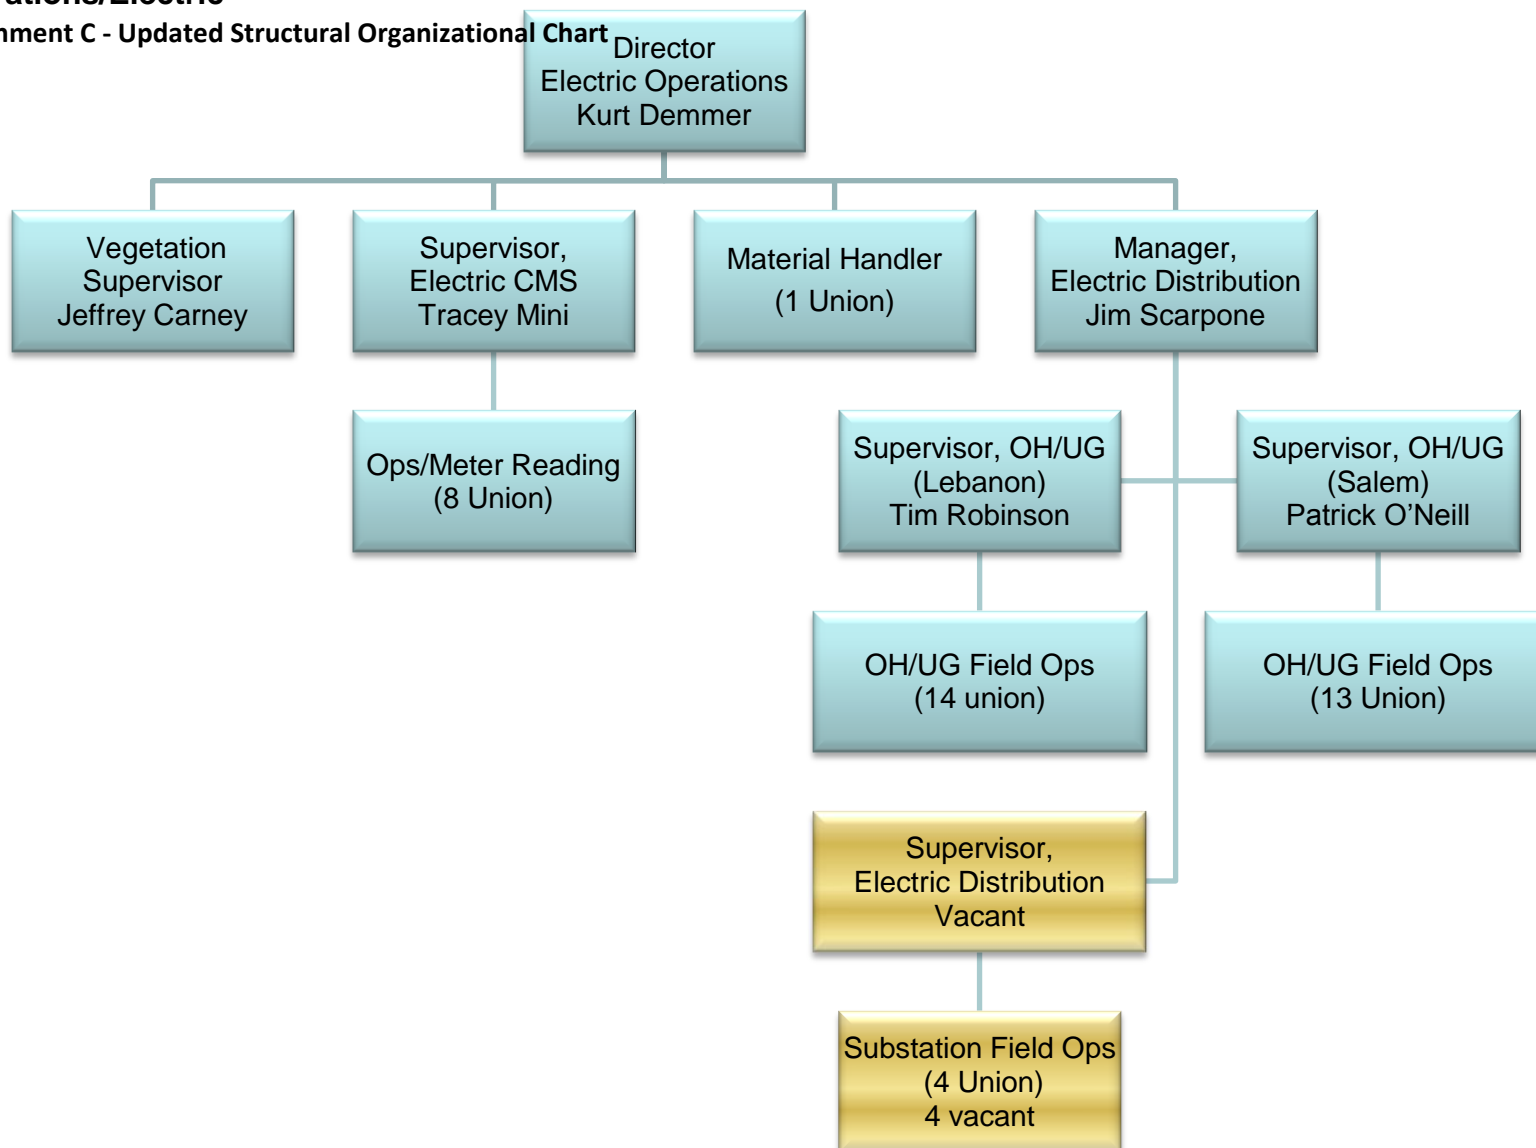 Attachment C - Updated Structural Organizational Chart
Director
Electric Operations
Kurt Demmer
Vegetation
Supervisor
Jeffrey Carney
Supervisor,
Electric CMS
Tracey Mini
Material Handler
(1 Union)
Manager,
Electric Distribution
Jim Scarpone
Ops/Meter Reading
(8 Union)
Supervisor, OH/UG
(Lebanon)
Tim Robinson
Supervisor, OH/UG
(Salem)
Patrick O’Neill
OH/UG Field Ops
(14 union)
OH/UG Field Ops
(13 Union)
Supervisor,
Electric Distribution
Vacant
Substation Field Ops
(4 Union)
4 vacant